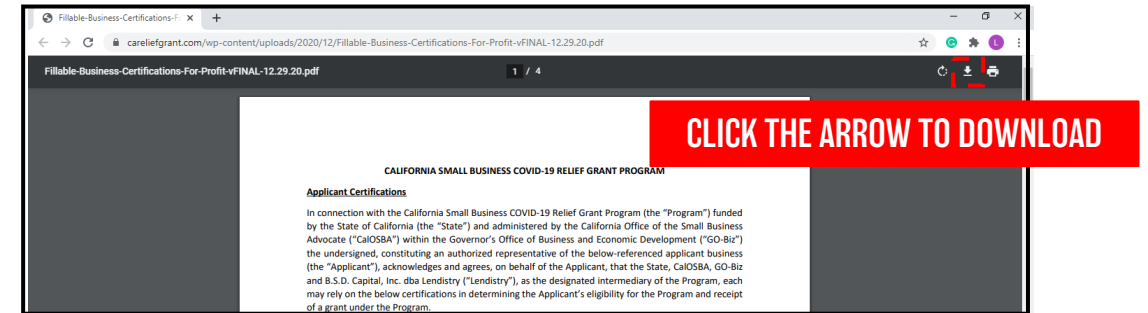 Fillable-Business-Certifications-F
careliefgrant.com/wp-content/uploads/2020/12/Fillable-Business-Certifications-For-Profit-vFINAL-12.29.20.pdf
L
Fillable-Business-Certifications-For-Profit-vFINAL-12.29.20.pdf 1 / 4
CLICK THE ARROW TO DOWNLOAD
CALIFORNIA SMALL BUSINESS COVID-19 RELIEF GRANT PROGRAM
Applicant Certifications
In connection with the California Small Business COVID-19 Relief Grant Program (the “Program”) funded
by the State of California (the “State”) and administered by the California Office of the Small Business
Advocate (“CalOSBA”) within the Governor’s Office of Business and Economic Development (“GO-Biz”)
the undersigned, constituting an authorized representative of the below-referenced applicant business
(the “Applicant”), acknowledges and agrees, on behalf of the Applicant, that the State, CalOSBA, GO-Biz
and B.S.D. Capital, Inc. dba Lendistry (“Lendistry”), as the designated intermediary of the Program, each
may rely on the below certifications in determining the Applicant’s eligibility for the Program and receipt
of a grant under the Program.